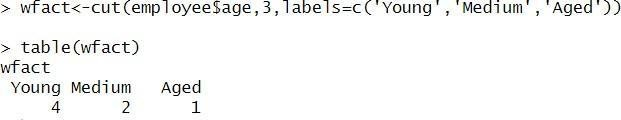 > wfact<-cut(employee$age,3,labels=c('Young','Medium','Aged'))
> table(wfact)
wfact
Young Medium Aged
4 2 1